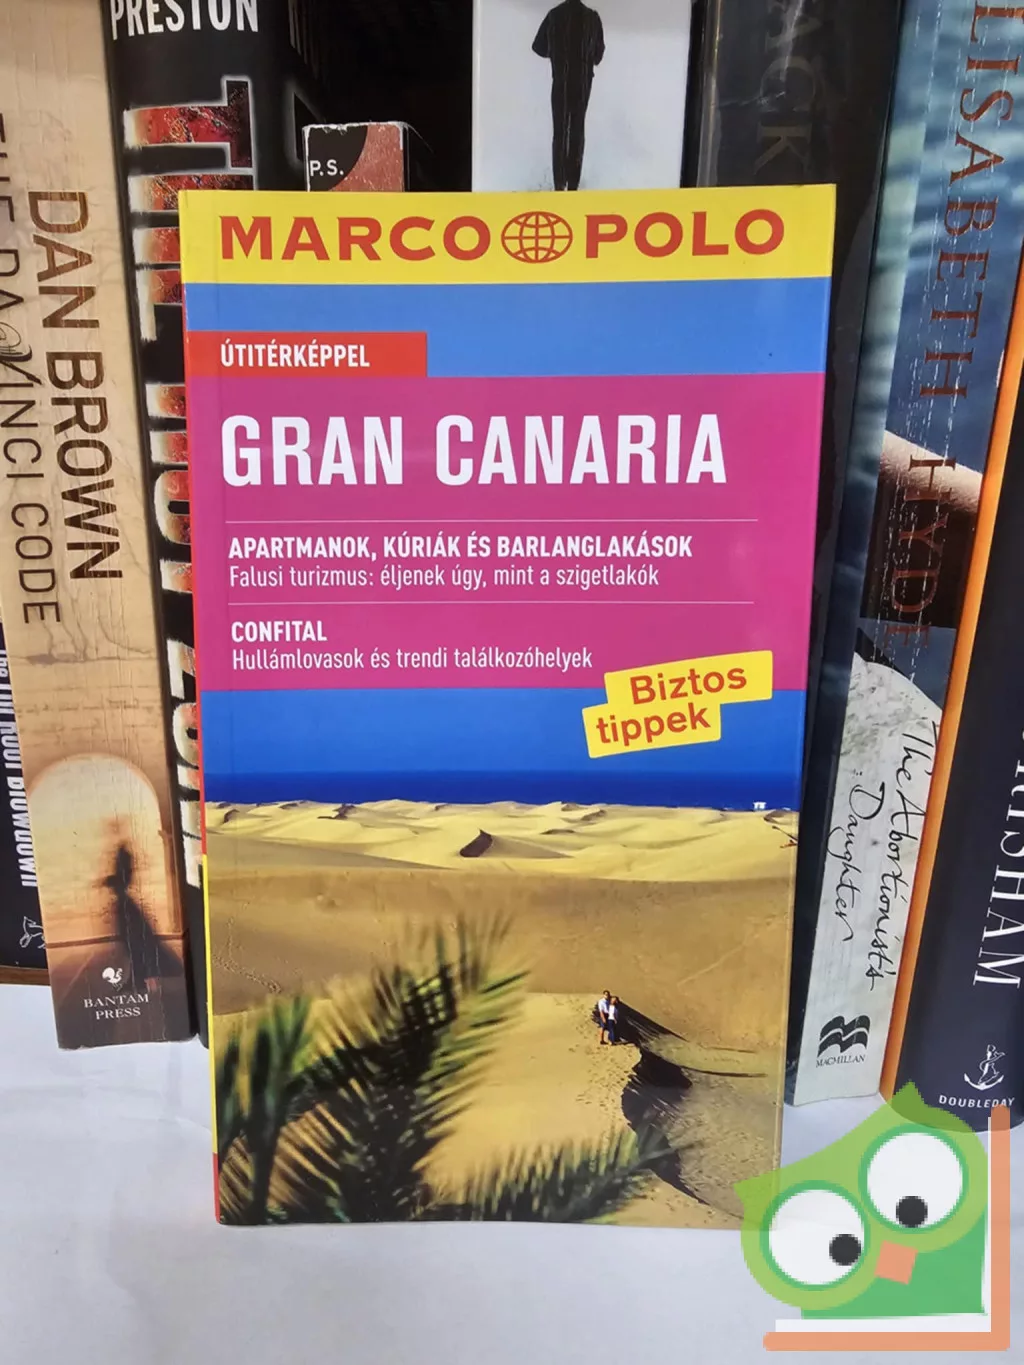 MARCO POLO
ÚTITÉRKÉPPEL
GRAN CANARIA
APARTMANOK, KÚRIÁK ÉS BARLANGLAKÁSOK
Falusi turizmus: éljenek úgy, mint a szigetlakók
CONFITAL
Hullámlovasok és trendi találkozóhelyek
Biztos
tippek
DAN BROWN
CODE
BANTAM
PRESS
PRESTON
P.S.
LISABETH HYDE
The Abortionist's
Daughter
MACMILLAN
RISHAM
DOUBLEDAY